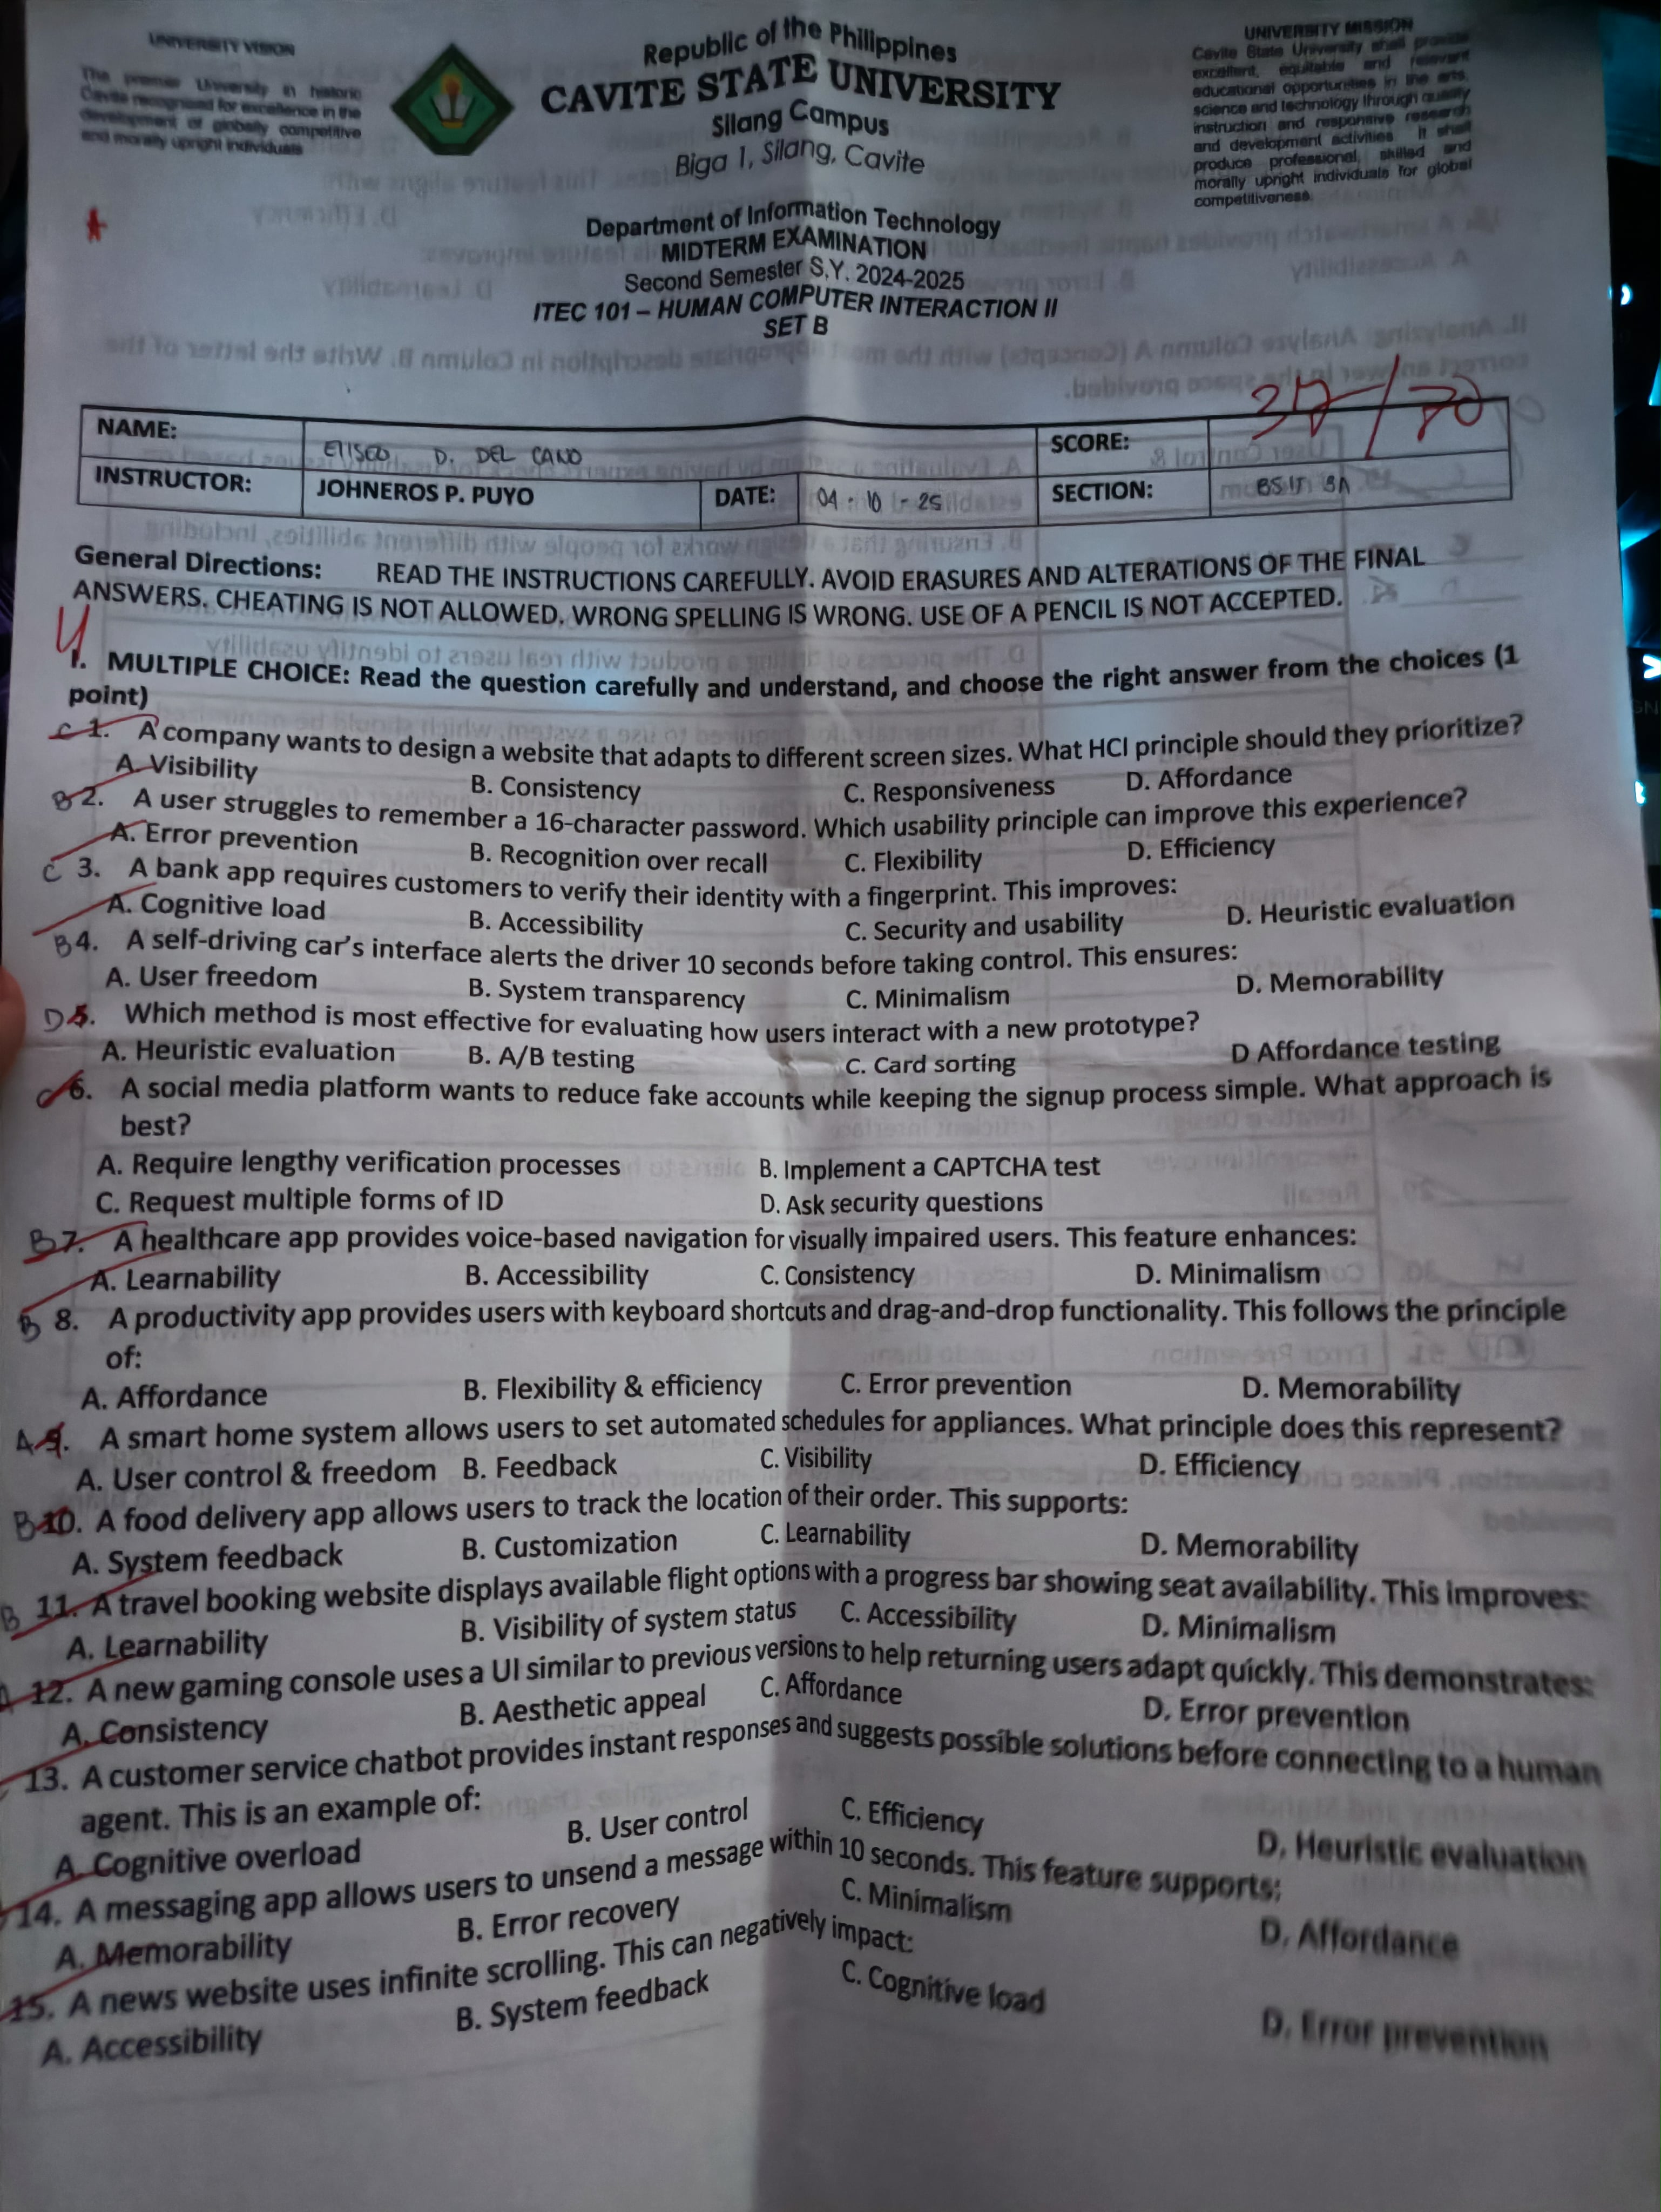 UNIVERSITY VISION
The premier University in historic
Cavite recognized for excellence in the
development of globally competitive
and morally upright individuals
Republic of the Philippines
CAVITE STATE UNIVERSITY
Silang Campus
Biga 1, Silang, Cavite
UNIVERSITY MISSION
Cavite State University shall provide
excellent, equitable and relevant
educational opportunities in the arts,
science and technology through quality
instruction and responsive research
and development activities. It shall
produce professional, skilled and
morally upright individuals for global
competitiveness.
Department of Information Technology
MIDTERM EXAMINATION
Second Semester S.Y. 2024-2025
ITEC 101 – HUMAN COMPUTER INTERACTION II
SET B
NAME: Eliseo D. DEL CANO SCORE: 37/70
INSTRUCTOR: JOHNEROS P. PUYO DATE: 04-10-25 SECTION: BSIT 3A
General Directions: READ THE INSTRUCTIONS CAREFULLY. AVOID ERASURES AND ALTERATIONS OF THE FINAL
ANSWERS. CHEATING IS NOT ALLOWED. WRONG SPELLING IS WRONG. USE OF A PENCIL IS NOT ACCEPTED.
I. MULTIPLE CHOICE: Read the question carefully and understand, and choose the right answer from the choices (1
point)
C 1. A company wants to design a website that adapts to different screen sizes. What HCI principle should they prioritize?
A. Visibility B. Consistency C. Responsiveness D. Affordance
B 2. A user struggles to remember a 16-character password. Which usability principle can improve this experience?
A. Error prevention B. Recognition over recall C. Flexibility D. Efficiency
C 3. A bank app requires customers to verify their identity with a fingerprint. This improves:
A. Cognitive load B. Accessibility C. Security and usability D. Heuristic evaluation
B 4. A self-driving car's interface alerts the driver 10 seconds before taking control. This ensures:
A. User freedom B. System transparency C. Minimalism D. Memorability
D 5. Which method is most effective for evaluating how users interact with a new prototype?
A. Heuristic evaluation B. A/B testing C. Card sorting D Affordance testing
C 6. A social media platform wants to reduce fake accounts while keeping the signup process simple. What approach is
best?
A. Require lengthy verification processes B. Implement a CAPTCHA test
C. Request multiple forms of ID D. Ask security questions
B 7. A healthcare app provides voice-based navigation for visually impaired users. This feature enhances:
A. Learnability B. Accessibility C. Consistency D. Minimalism
B 8. A productivity app provides users with keyboard shortcuts and drag-and-drop functionality. This follows the principle
of:
A. Affordance B. Flexibility & efficiency C. Error prevention D. Memorability
A 9. A smart home system allows users to set automated schedules for appliances. What principle does this represent?
A. User control & freedom B. Feedback C. Visibility D. Efficiency
B 10. A food delivery app allows users to track the location of their order. This supports:
A. System feedback B. Customization C. Learnability D. Memorability
B 11. A travel booking website displays available flight options with a progress bar showing seat availability. This improves:
A. Learnability B. Visibility of system status C. Accessibility D. Minimalism
12. A new gaming console uses a UI similar to previous versions to help returning users adapt quickly. This demonstrates:
A. Consistency B. Aesthetic appeal C. Affordance D. Error prevention
13. A customer service chatbot provides instant responses and suggests possible solutions before connecting to a human
agent. This is an example of:
A. Cognitive overload B. User control C. Efficiency D. Heuristic evaluation
14. A messaging app allows users to unsend a message within 10 seconds. This feature supports:
A. Memorability B. Error recovery C. Minimalism D. Affordance
15. A news website uses infinite scrolling. This can negatively impact:
A. Accessibility B. System feedback C. Cognitive load D. Error prevention